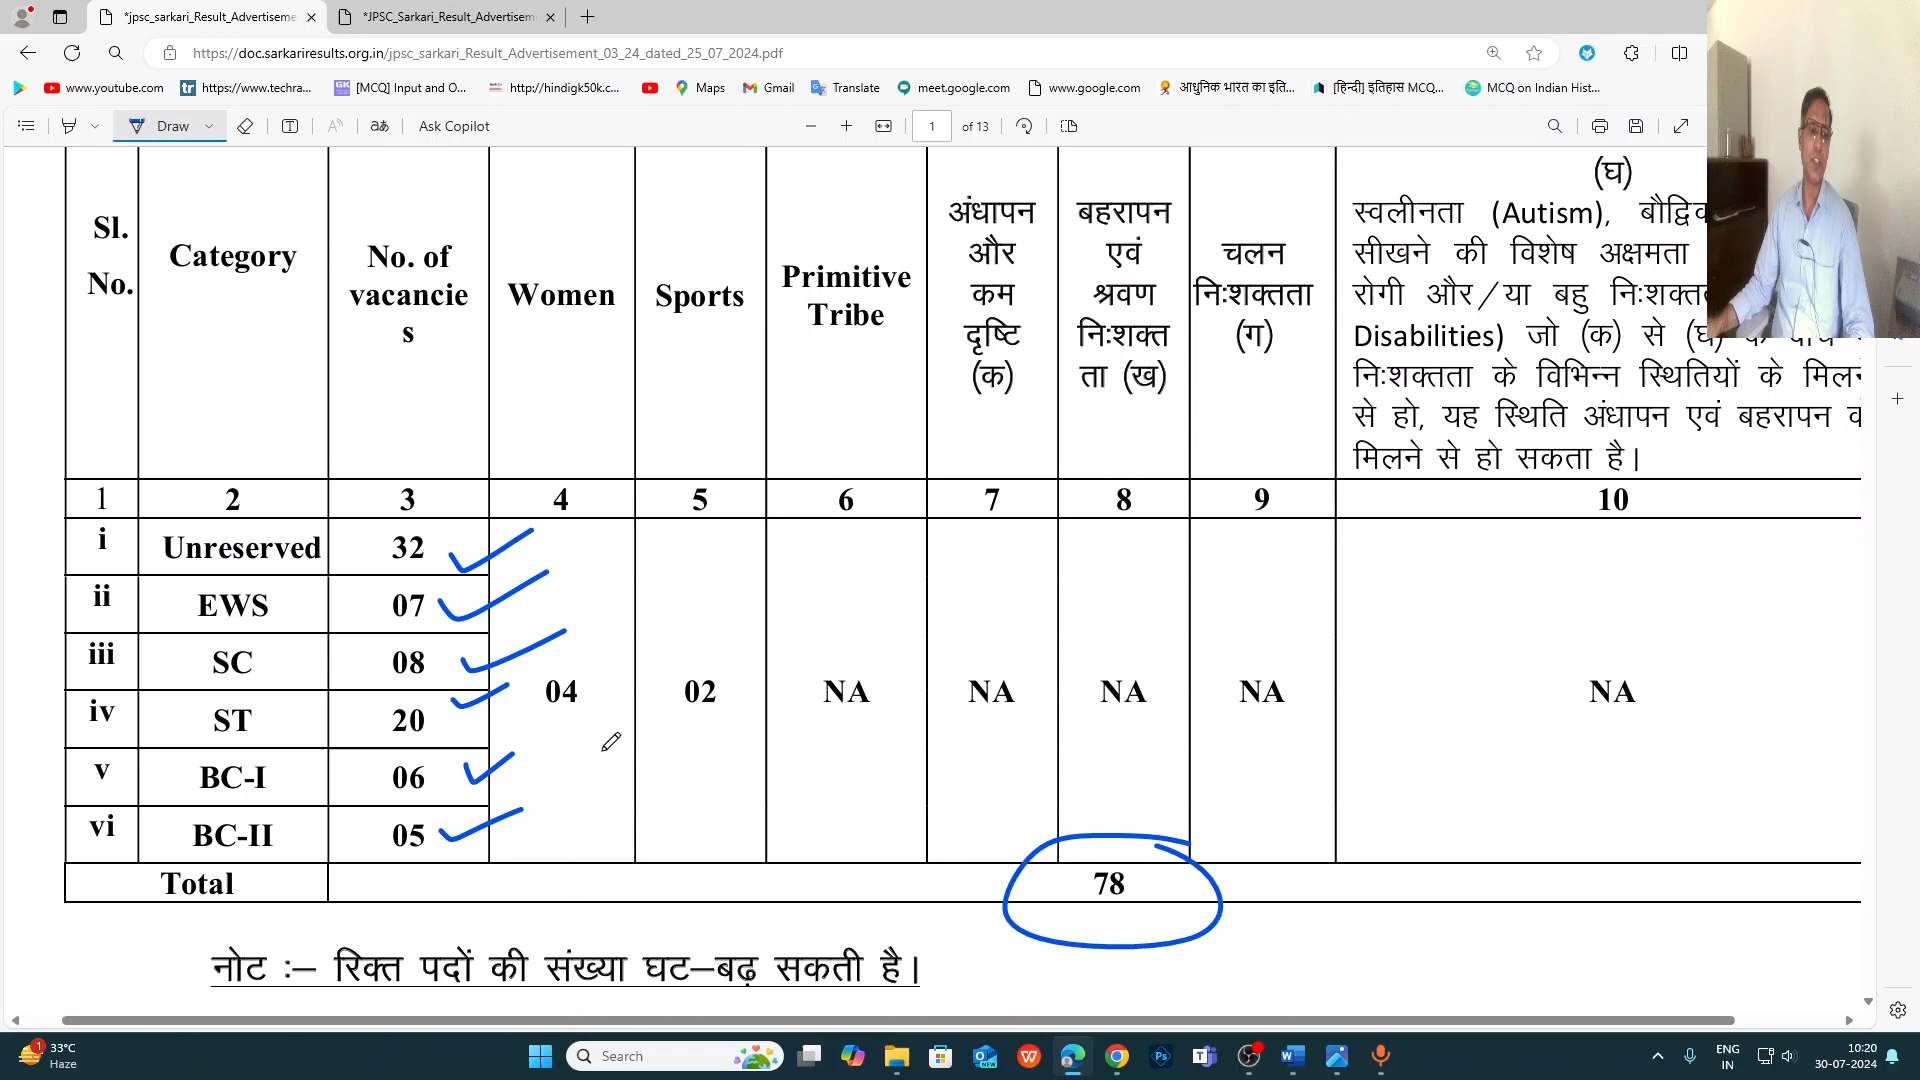 *jpsc_sarkari_Result_Advertiseme
*JPSC_Sarkari_Result_Advertisem
https://doc.sarkariresults.org.in/jpsc_sarkari_Result_Advertisement_03_24_dated_25_07_2024.pdf
www.youtube.com
https://www.techra...
[MCQ] Input and O...
http://hindigk50k.c...
Maps
Gmail
Translate
meet.google.com
www.google.com
आधुनिक भारत का इति...
[हिन्दी] इतिहास MCQ...
MCQ on Indian Hist...
Draw
aあ
Ask Copilot
1 of 13
Sl. No.
Category
No. of
vacancie
s
Women
Sports
Primitive
Tribe
अंधापन
और
कम
दृष्टि
(क)
बहरापन
एवं
श्रवण
निःशक्त
ता (ख)
चलन
निःशक्तता
(ग)
(घ)
स्वलीनता (Autism), बौद्विक
सीखने की विशेष अक्षमता
रोगी और/या बहु
Disabilities) जो (क) से
निःशक्तता के विभिन्न स्थितियों के
से हो, यह स्थिति अंधापन एवं बहरापन
मिलने से हो सकता है।
1 2 3 4 5 6 7 8 9 10
i Unreserved 32
ii EWS 07
iii SC 08
04 02 NA NA NA NA NA
iv ST 20
v BC-I 06
vi BC-II 05
Total 78
नोट :– रिक्त पदों की संख्या घट–बढ़ सकती है।
1
33°C
Haze
Search
ENG
IN
10:20
30-07-2024